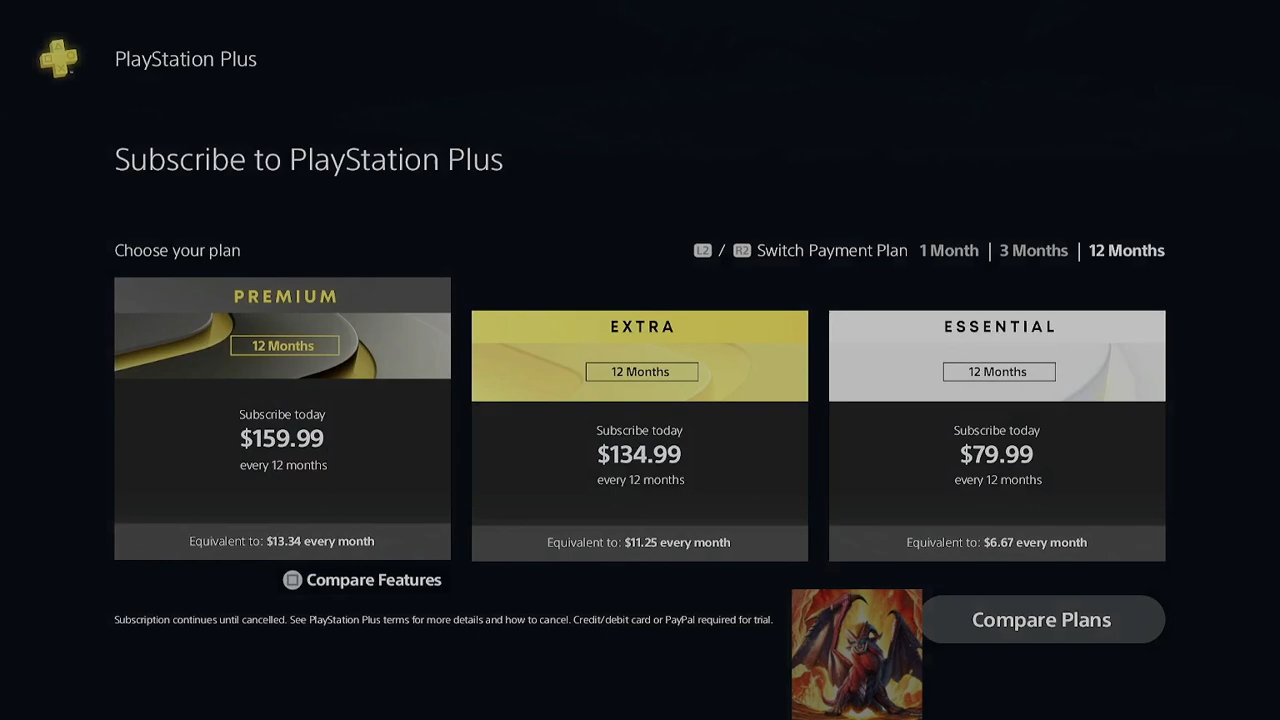 PlayStation Plus
Subscribe to PlayStation Plus
Choose your plan
L2 / R2 Switch Payment Plan 1 Month | 3 Months | 12 Months
PREMIUM
12 Months
Subscribe today
$159.99
every 12 months
Equivalent to: $13.34 every month
EXTRA
12 Months
Subscribe today
$134.99
every 12 months
Equivalent to: $11.25 every month
ESSENTIAL
12 Months
Subscribe today
$79.99
every 12 months
Equivalent to: $6.67 every month
Compare Features
Subscription continues until cancelled. See PlayStation Plus terms for more details and how to cancel. Credit/debit card or PayPal required for trial.
Compare Plans